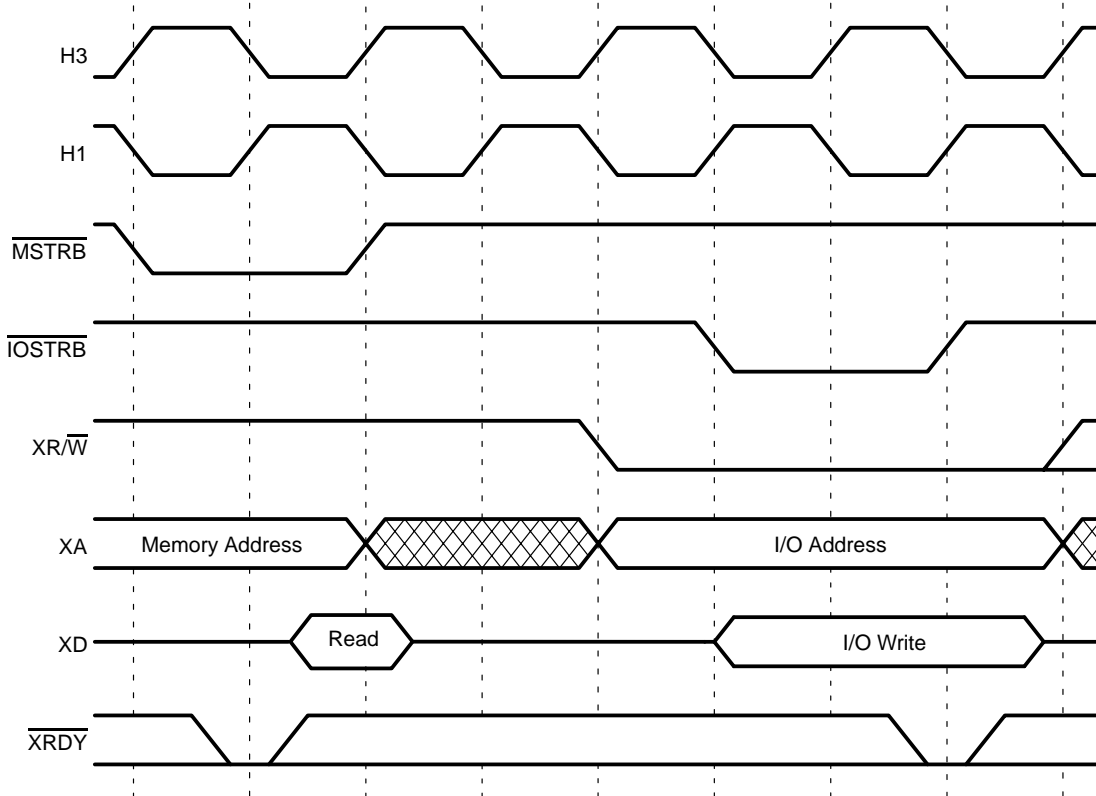 H3
H1
MSTRB
IOSTRB
XR/W
XA
Memory Address
I/O Address
XD
Read
I/O Write
XRDY